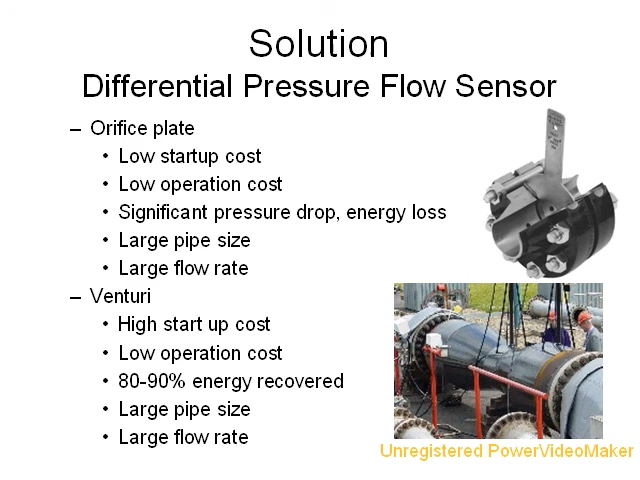 Solution
Differential Pressure Flow Sensor
– Orifice plate
• Low startup cost
• Low operation cost
• Significant pressure drop, energy loss
• Large pipe size
• Large flow rate
– Venturi
• High start up cost
• Low operation cost
• 80-90% energy recovered
• Large pipe size
• Large flow rate
Unregistered PowerVideoMaker